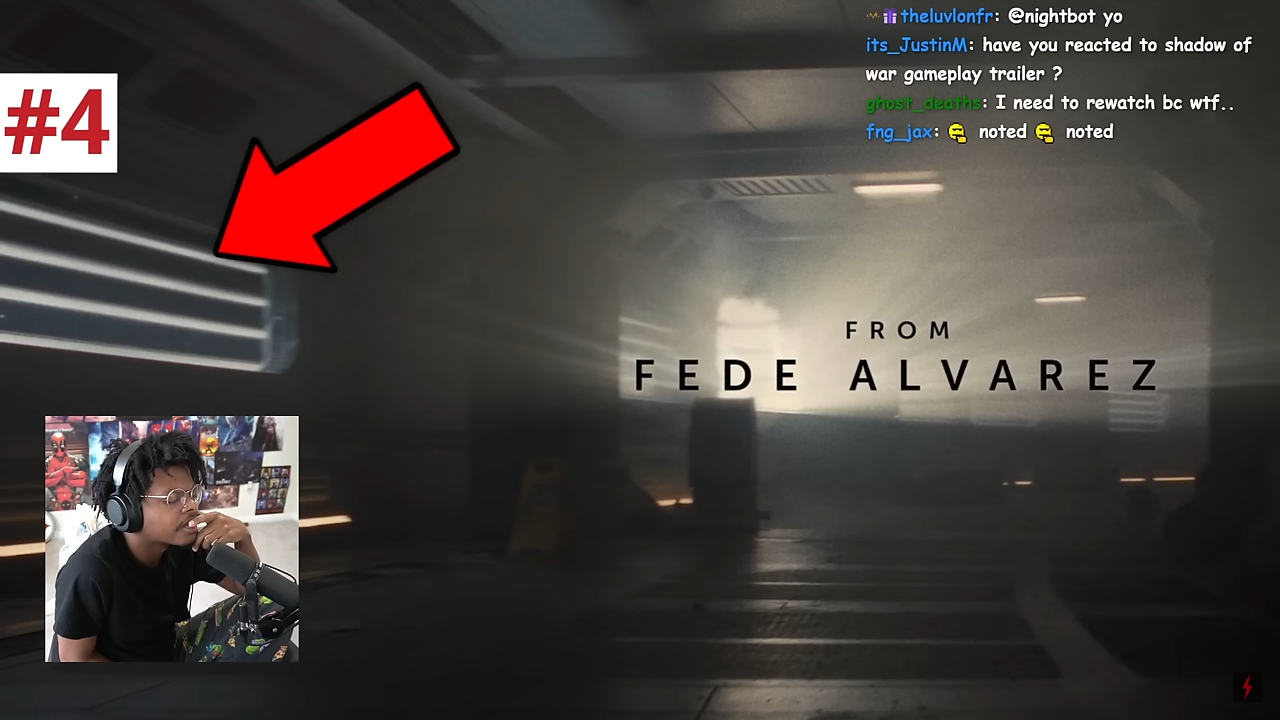 theluvlonfr: @nightbot yo
its_JustinM: have you reacted to shadow of
war gameplay trailer ?
ghost_deaths: I need to rewatch bc wtf..
fng_jax: noted noted
#4
FROM
FEDE ALVAREZ